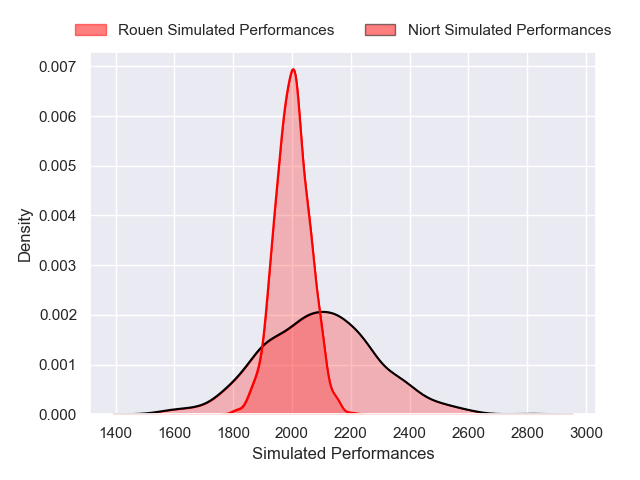 Rouen Simulated Performances Niort Simulated Performances
0.007
0.006
0.005
0.004
0.003
0.002
0.001
0.000
Density
1400 1600 1800 2000 2200 2400 2600 2800 3000
Simulated Performances